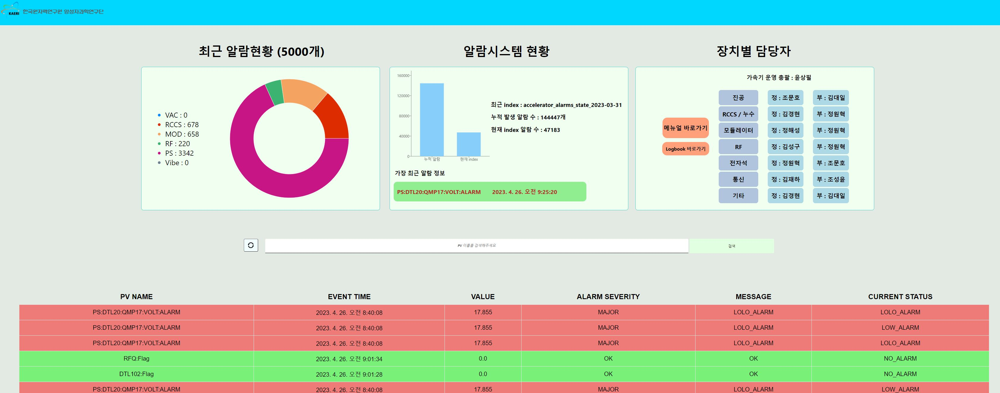 KAERI 한국원자력연구원 양성자과학연구단
최근 알람현황 (5000개)
VAC : 0
RCCS : 678
MOD : 658
RF : 220
PS : 3342
Vibe : 0
알람시스템 현황
160000
120000
80000
40000
0
누적 알람 현재 index
최근 index : accelerator_alarms_state_2023-03-31
누적 발생 알람 수 : 144447개
현재 index 알람 수 : 47183
가장 최근 알람 정보
PS:DTL20:QMP17:VOLT:ALARM 2023. 4. 26. 오전 9:25:20
장치별 담당자
가속기 운영 총괄 : 윤상필
메뉴얼 바로가기
Logbook 바로가기
진공 정 : 조문호 부 : 김대일
RCCS / 누수 정 : 김경현 부 : 정원혁
모듈레이터 정 : 정해성 부 : 정원혁
RF 정 : 김성구 부 : 정원혁
전자석 정 : 정원혁 부 : 조문호
통신 정 : 김재하 부 : 조성윤
기타 정 : 김경현 부 : 김대일
PV 이름을 검색해주세요 검색
PV NAME EVENT TIME VALUE ALARM SEVERITY MESSAGE CURRENT STATUS
PS:DTL20:QMP17:VOLT:ALARM 2023. 4. 26. 오전 8:40:08 17.855 MAJOR LOLO_ALARM LOLO_ALARM
PS:DTL20:QMP17:VOLT:ALARM 2023. 4. 26. 오전 8:40:08 17.855 MAJOR LOLO_ALARM LOW_ALARM
PS:DTL20:QMP17:VOLT:ALARM 2023. 4. 26. 오전 8:40:08 17.855 MAJOR LOLO_ALARM LOLO_ALARM
RFQ:Flag 2023. 4. 26. 오전 9:01:34 0.0 OK OK NO_ALARM
DTL102:Flag 2023. 4. 26. 오전 9:01:28 0.0 OK OK NO_ALARM
PS:DTL20:QMP17:VOLT:ALARM 2023. 4. 26. 오전 8:40:08 17.855 MAJOR LOLO_ALARM LOW_ALARM